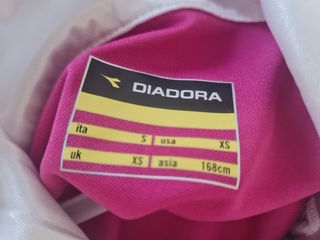 DIADORA
ita S usa XS
uk XS asia 168cm